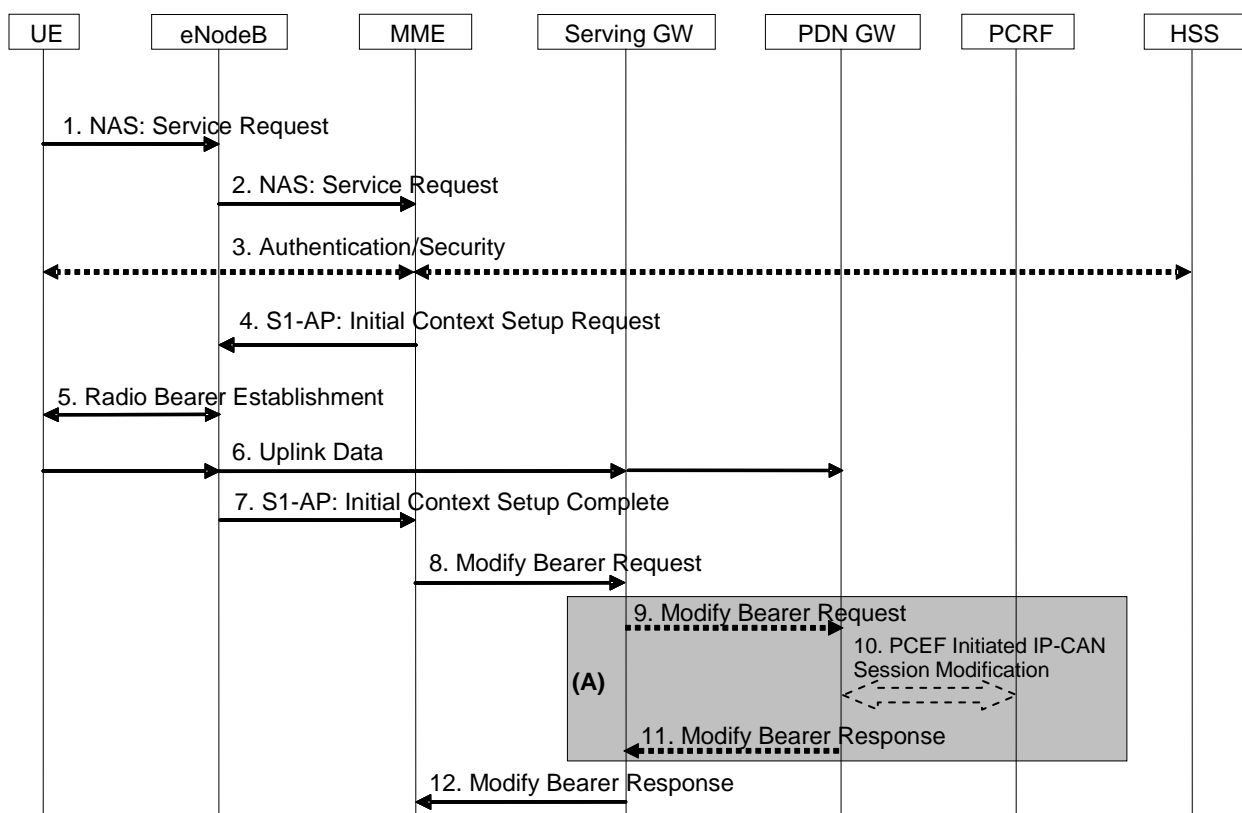 UE
eNodeB
MME
Serving GW
PDN GW
PCRF
HSS
1. NAS: Service Request
2. NAS: Service Request
3. Authentication/Security
4. S1-AP: Initial Context Setup Request
5. Radio Bearer Establishment
6. Uplink Data
7. S1-AP: Initial Context Setup Complete
8. Modify Bearer Request
9. Modify Bearer Request
10. PCEF Initiated IP-CAN
Session Modification
(A)
11. Modify Bearer Response
12. Modify Bearer Response